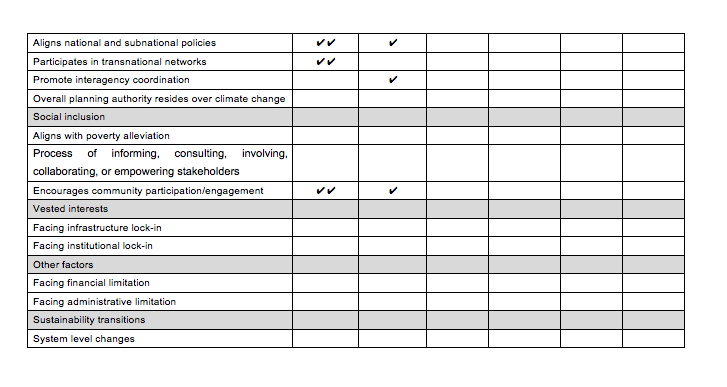 Aligns national and subnational policies ✔✔ ✔
Participates in transnational networks ✔✔
Promote interagency coordination ✔
Overall planning authority resides over climate change
Social inclusion
Aligns with poverty alleviation
Process of informing, consulting, involving,
collaborating, or empowering stakeholders
Encourages community participation/engagement ✔✔ ✔
Vested interests
Facing infrastructure lock-in
Facing institutional lock-in
Other factors
Facing financial limitation
Facing administrative limitation
Sustainability transitions
System level changes